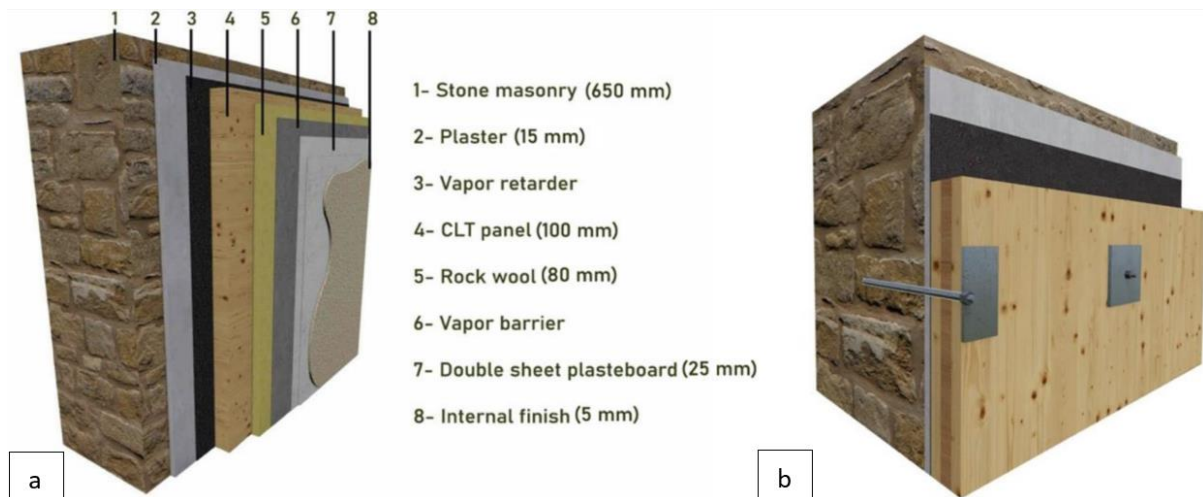 1 2 3 4 5 6 7 8
1- Stone masonry (650 mm)
2- Plaster (15 mm)
3- Vapor retarder
4- CLT panel (100 mm)
5- Rock wool (80 mm)
6- Vapor barrier
7- Double sheet plasteboard (25 mm)
8- Internal finish (5 mm)
a
b